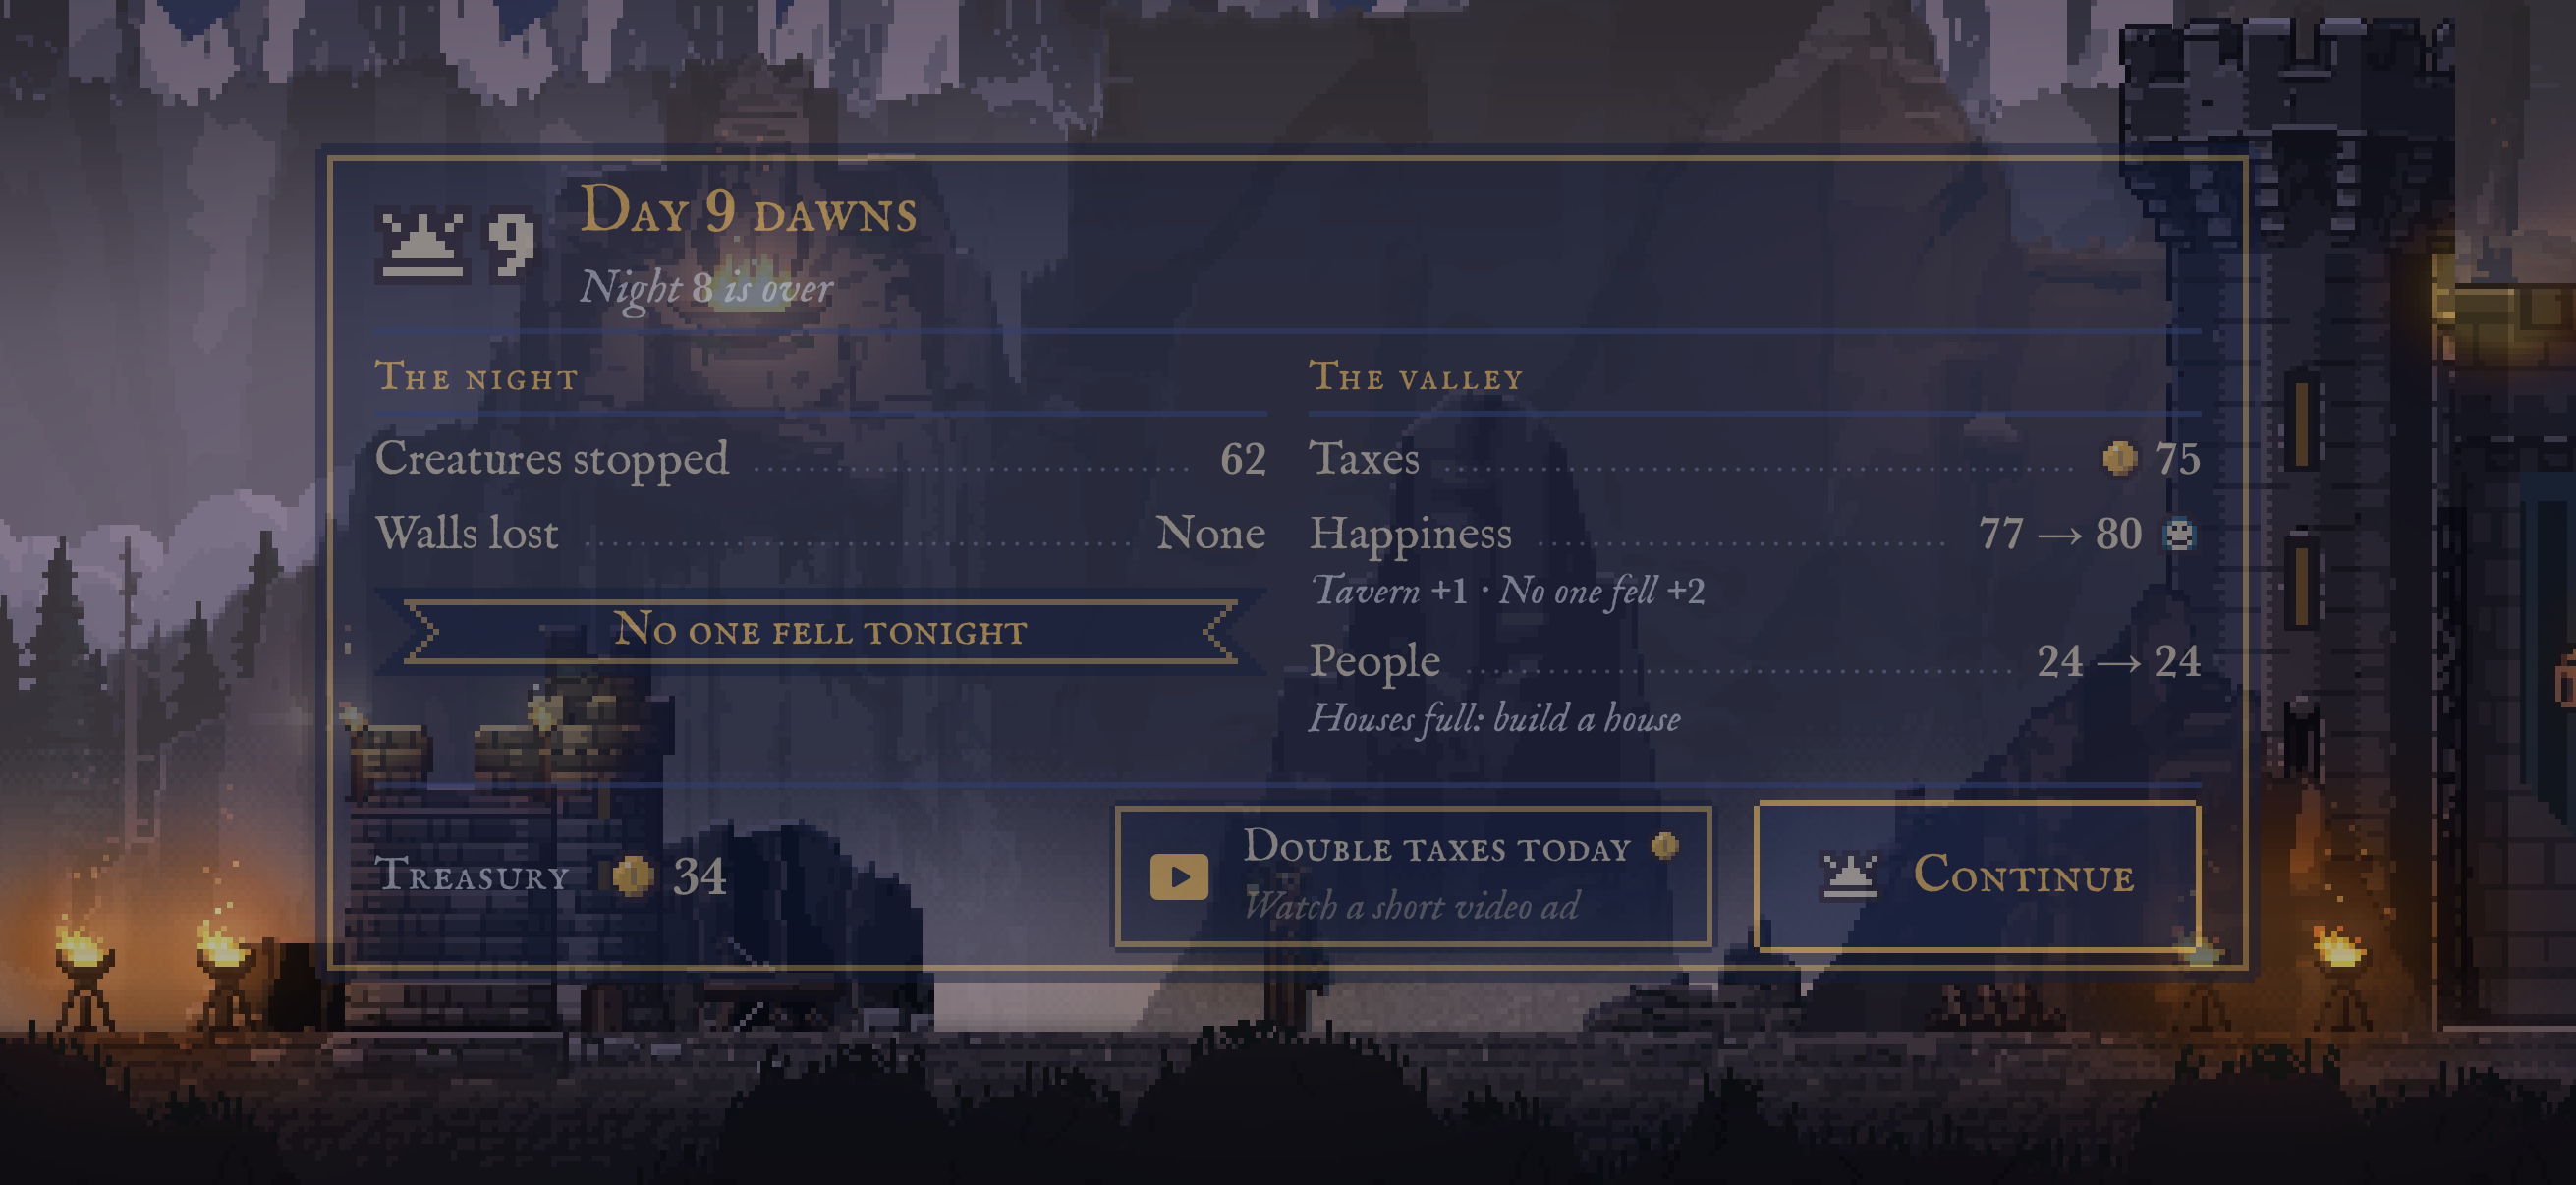 9
Day 9 dawns
Night 8 is over
The night
Creatures stopped 62
Walls lost None
No one fell tonight
The valley
Taxes 75
Happiness 77 → 80
Tavern +1 · No one fell +2
People 24 → 24
Houses full: build a house
Treasury 34
Double taxes today
Watch a short video ad
Continue